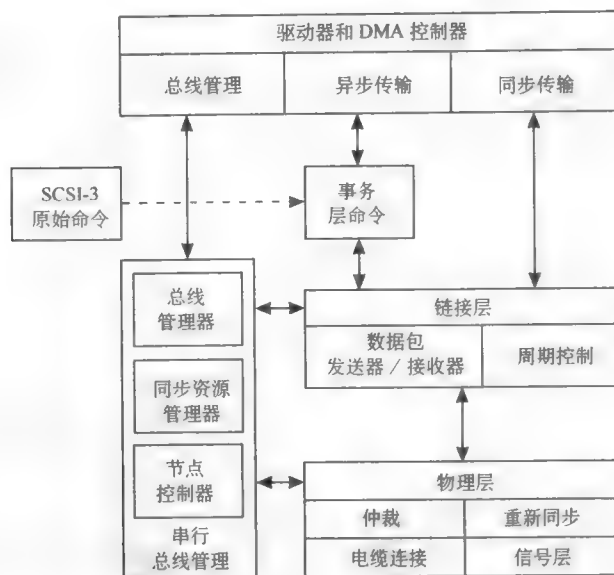 驱动器和 DMA 控制器
总线管理
异步传输
同步传输
SCSI-3
原始命令
事务
层命令
总线
管理器
同步资源
管理器
节点
控制器
串行
总线管理
链接层
数据包
发送器 / 接收器
周期控制
物理层
仲裁
重新同步
电缆连接
信号层